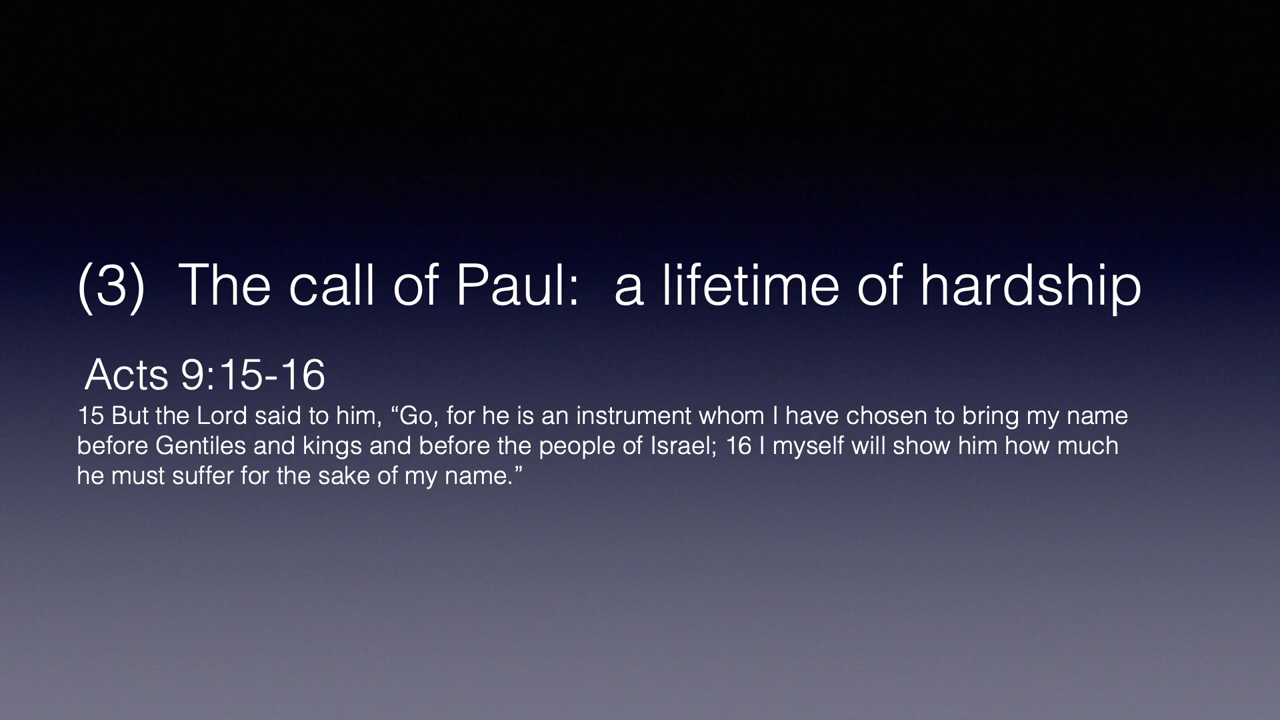 (3)  The call of Paul:  a lifetime of hardship
Acts 9:15-16
15 But the Lord said to him, “Go, for he is an instrument whom I have chosen to bring my name
before Gentiles and kings and before the people of Israel; 16 I myself will show him how much
he must suffer for the sake of my name.”